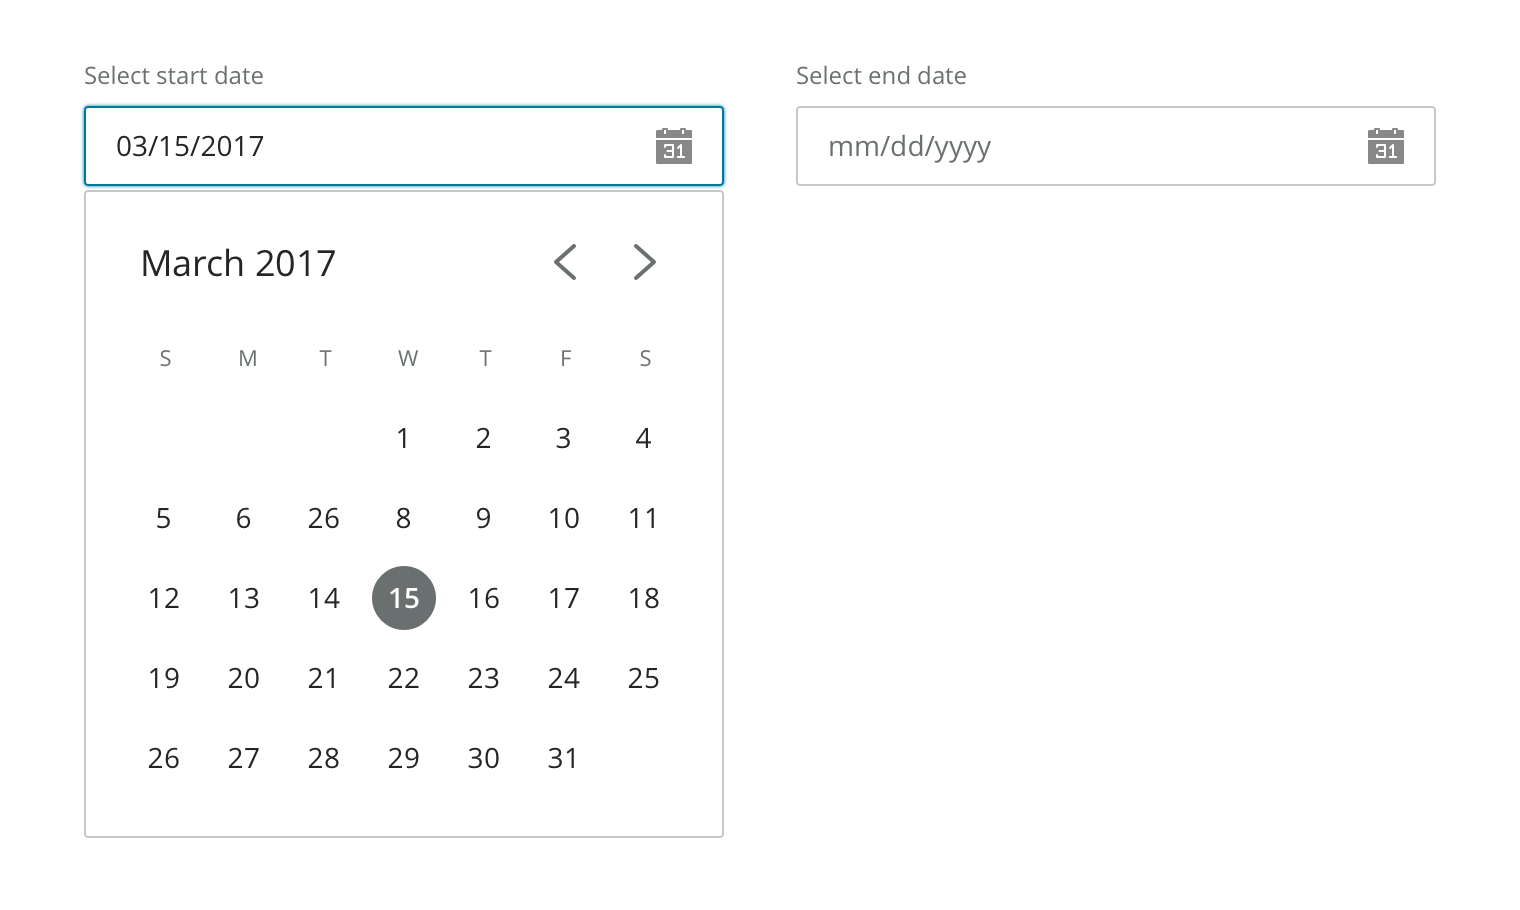 Select start date
Select end date
03/15/2017
31
mm/dd/yyyy
31
March 2017
S M T W T F S
1 2 3 4
5 6 26 8 9 10 11
12 13 14 15 16 17 18
19 20 21 22 23 24 25
26 27 28 29 30 31